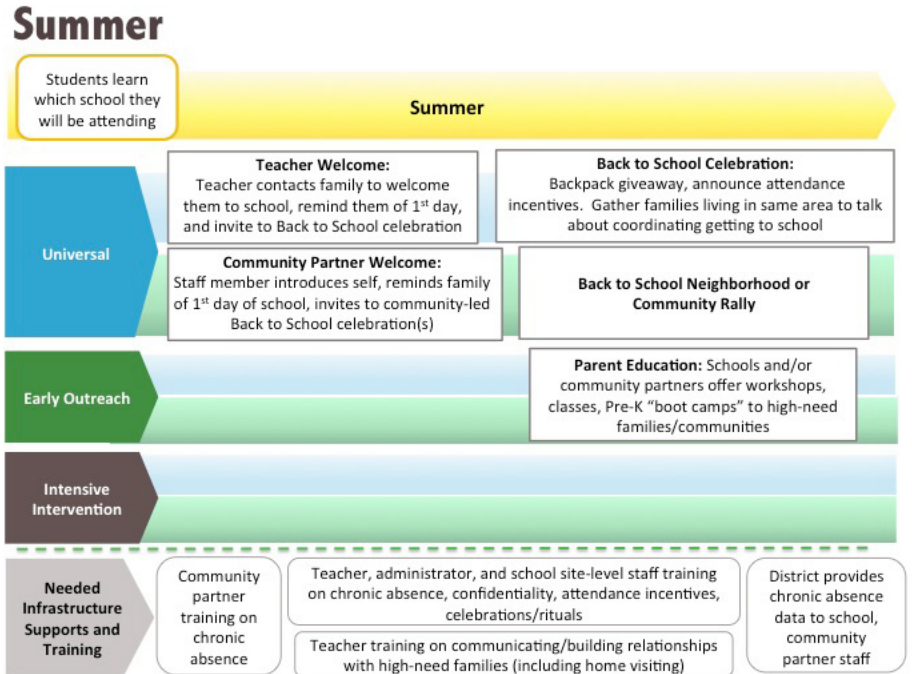 Summer
Students learn
which school they
will be attending
Summer
Universal
Teacher Welcome:
Teacher contacts family to welcome
them to school, remind them of 1st day,
and invite to Back to School celebration
Back to School Celebration:
Backpack giveaway, announce attendance
incentives.  Gather families living in same area to talk
about coordinating getting to school
Community Partner Welcome:
Staff member introduces self, reminds family
of 1st day of school, invites to community-led
Back to School celebration(s)
Back to School Neighborhood or
Community Rally
Early Outreach
Parent Education: Schools and/or
community partners offer workshops,
classes, Pre-K “boot camps” to high-need
families/communities
Intensive
Intervention
Needed
Infrastructure
Supports and
Training
Community
partner
training on
chronic
absence
Teacher, administrator, and school site-level staff training
on chronic absence, confidentiality, attendance incentives,
celebrations/rituals
Teacher training on communicating/building relationships
with high-need families (including home visiting)
District provides
chronic absence
data to school,
community
partner staff